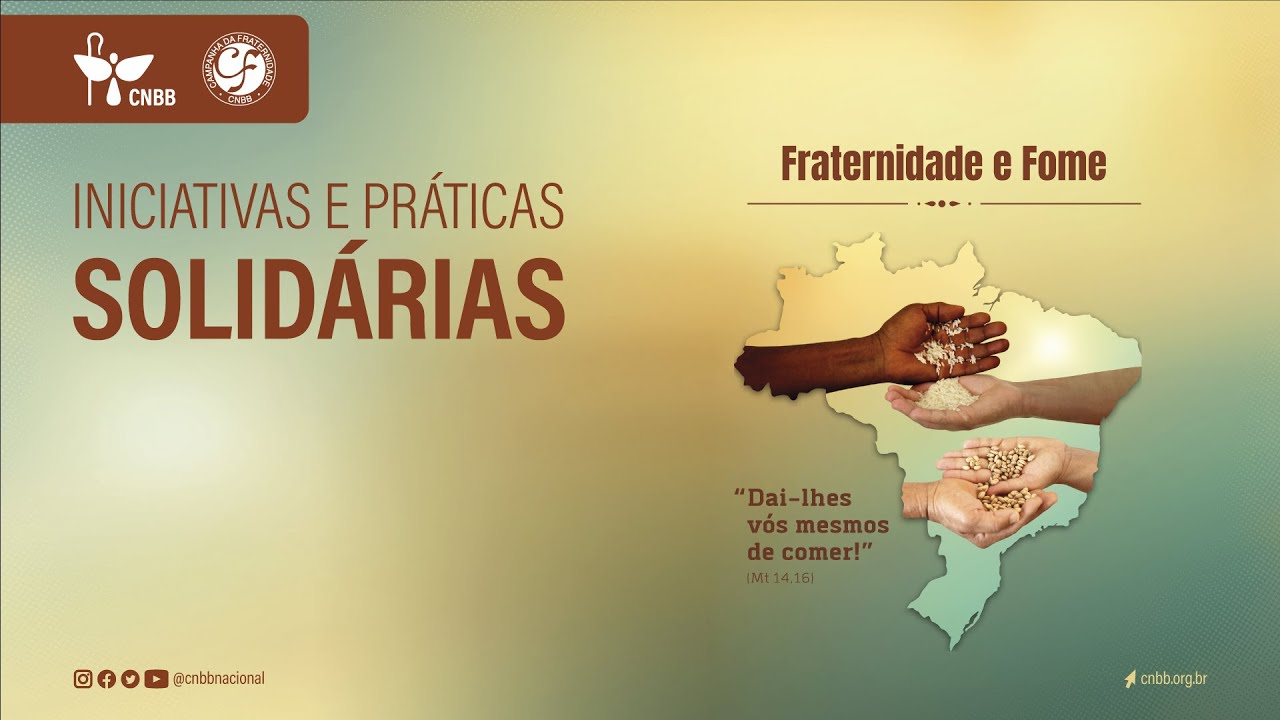 CNBB
CAMPANHA DA FRATERNIDADE
CF
• CNBB •
INICIATIVAS E PRÁTICAS
SOLIDÁRIAS
Fraternidade e Fome
“Dai-lhes
vós mesmos
de comer!”
(Mt 14,16)
@cnbbnacional
cnbb.org.br